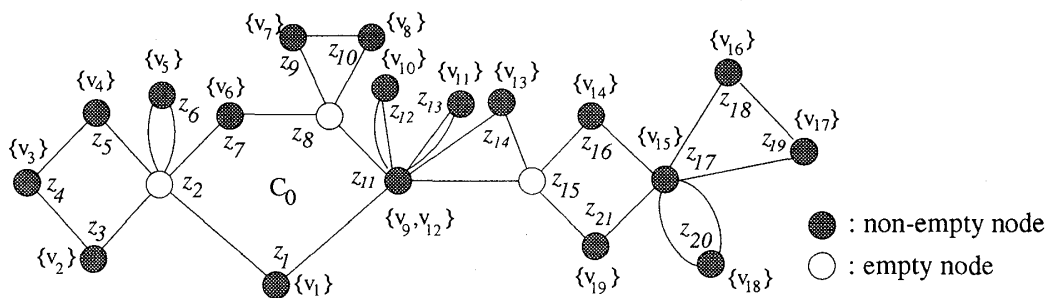 {v₇} {v₈} {v₁₆}
z₉ z₁₀ {v₁₀}
{v₅} {v₁₁} {v₁₃}
{v₄} {v₆} {v₁₄} z₁₈ {v₁₇}
z₆ z₁₂ z₁₃
z₅ z₇ z₈ z₁₄ z₁₆ {v₁₅} z₁₉
{v₃} z₁₇
z₄ z₂ C₀ z₁₁ z₁₅
z₃ {v₉, v₁₂} z₂₁ z₂₀ : non-empty node
{v₂} z₁ {v₁} {v₁₉} {v₁₈} : empty node